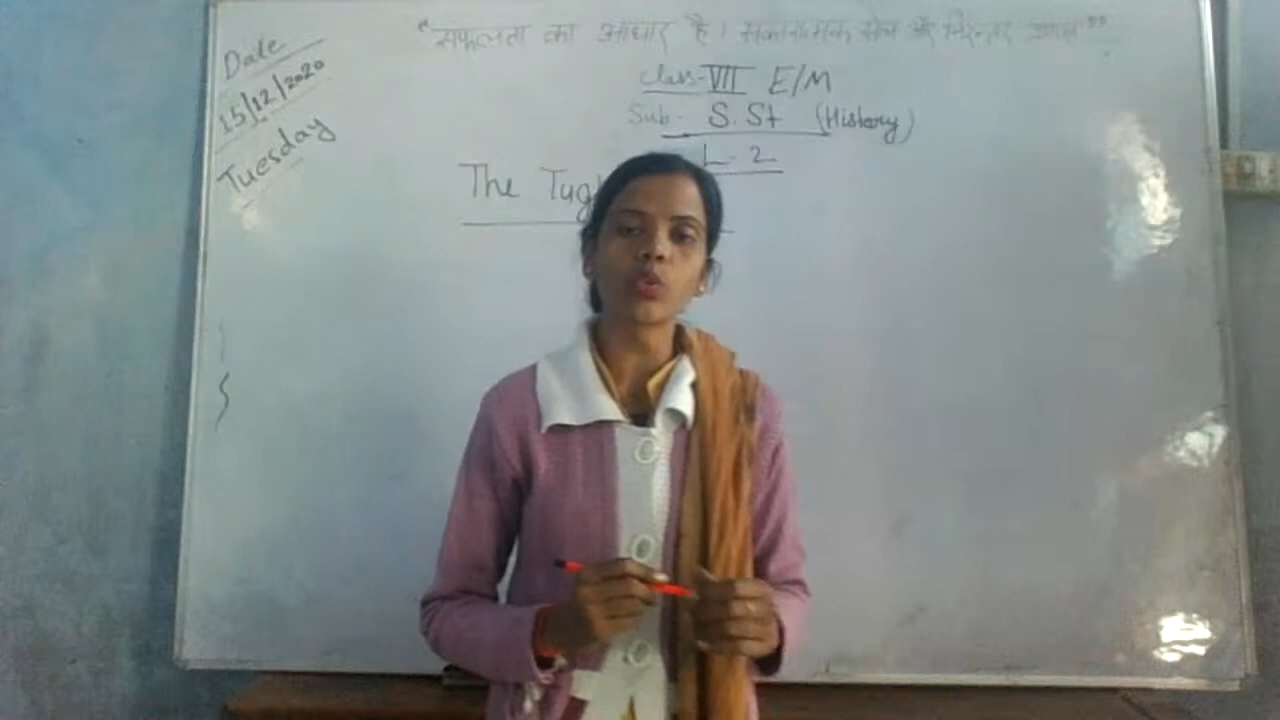 "सफलता का आधार है। सकारात्मक सोच और निरन्तर
Date
15/12/2020
Tuesday
Class-VII E/M
Sub- S.St (History)
L-2
The Tug